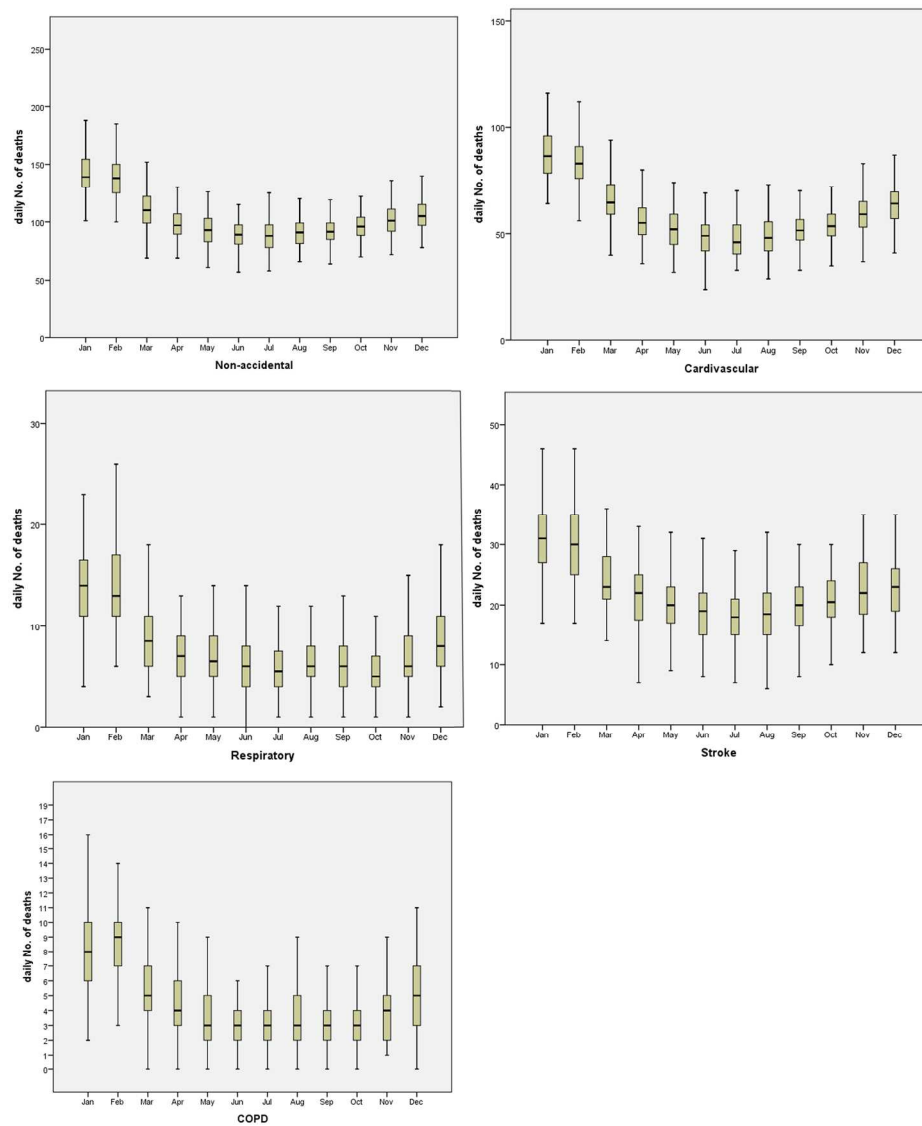 daily No. of deaths
250
200
150
100
50
0
Jan Feb Mar Apr May Jun Jul Aug Sep Oct Nov Dec
Non-accidental
daily No. of deaths
150
100
50
0
Jan Feb Mar Apr May Jun Jul Aug Sep Oct Nov Dec
Cardivascular
daily No. of deaths
30
20
10
0
Jan Feb Mar Apr May Jun Jul Aug Sep Oct Nov Dec
Respiratory
daily No. of deaths
50
40
30
20
10
0
Jan Feb Mar Apr May Jun Jul Aug Sep Oct Nov Dec
Stroke
daily No. of deaths
19
18
17
16
15
14
13
12
11
10
9
8
7
6
5
4
3
2
1
0
Jan Feb Mar Apr May Jun Jul Aug Sep Oct Nov Dec
COPD